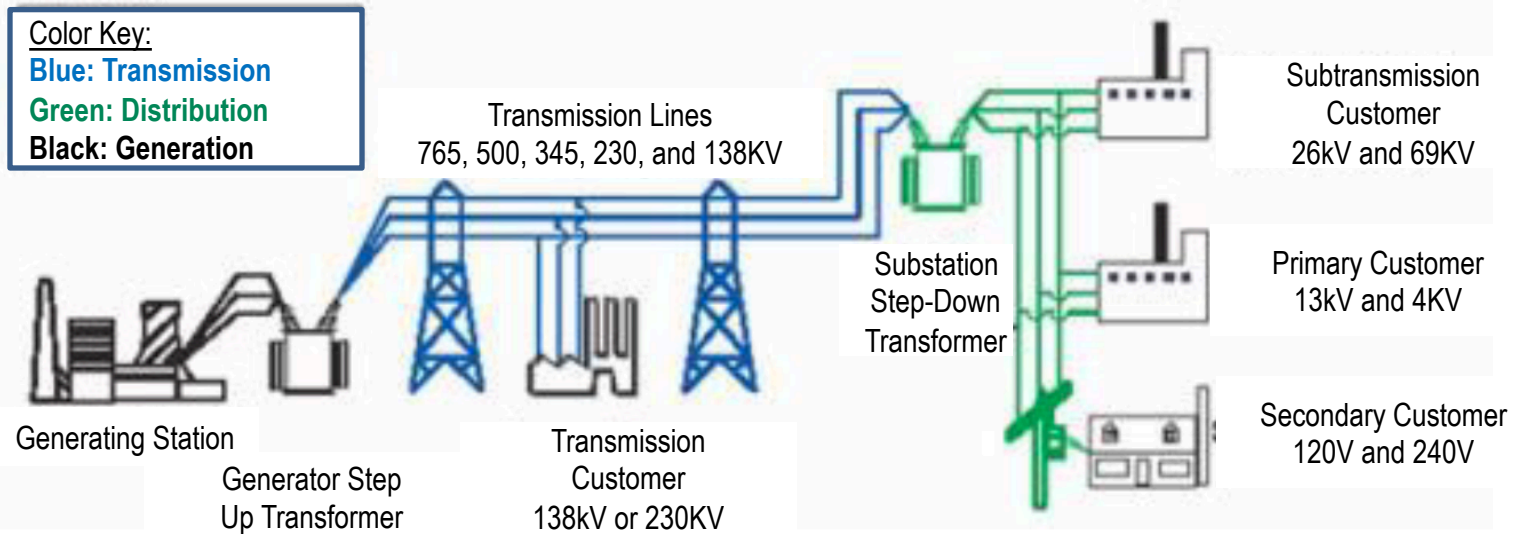 Color Key:
Blue: Transmission
Green: Distribution
Black: Generation
Transmission Lines
765, 500, 345, 230, and 138KV
Subtransmission
Customer
26kV and 69KV
Substation
Step-Down
Transformer
Primary Customer
13kV and 4KV
Secondary Customer
120V and 240V
Generating Station
Generator Step
Up Transformer
Transmission
Customer
138kV or 230KV